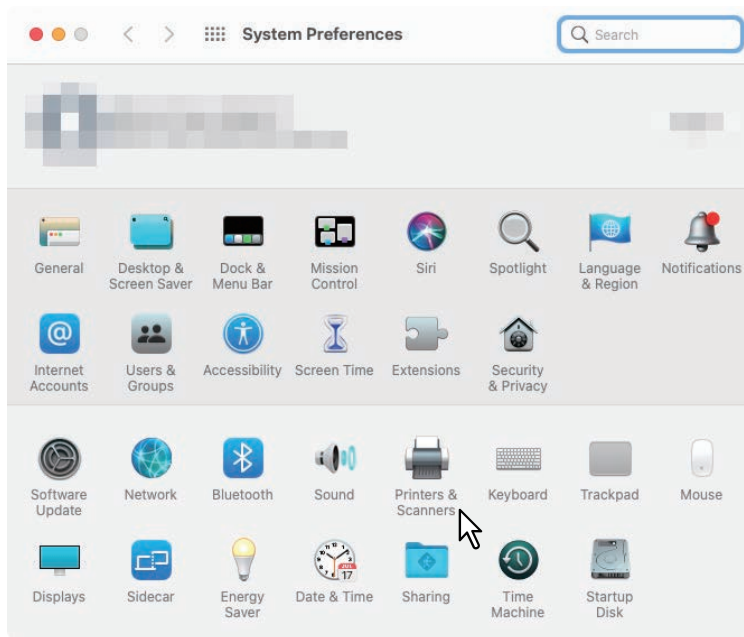 System Preferences
Search
General
Desktop &
Screen Saver
Dock &
Menu Bar
Mission
Control
Siri
Spotlight
Language
& Region
Notifications
Internet
Accounts
Users &
Groups
Accessibility
Screen Time
Extensions
Security
& Privacy
Software
Update
Network
Bluetooth
Sound
Printers &
Scanners
Keyboard
Trackpad
Mouse
Displays
Sidecar
Energy
Saver
JUL
17
Date & Time
Sharing
Time
Machine
Startup
Disk